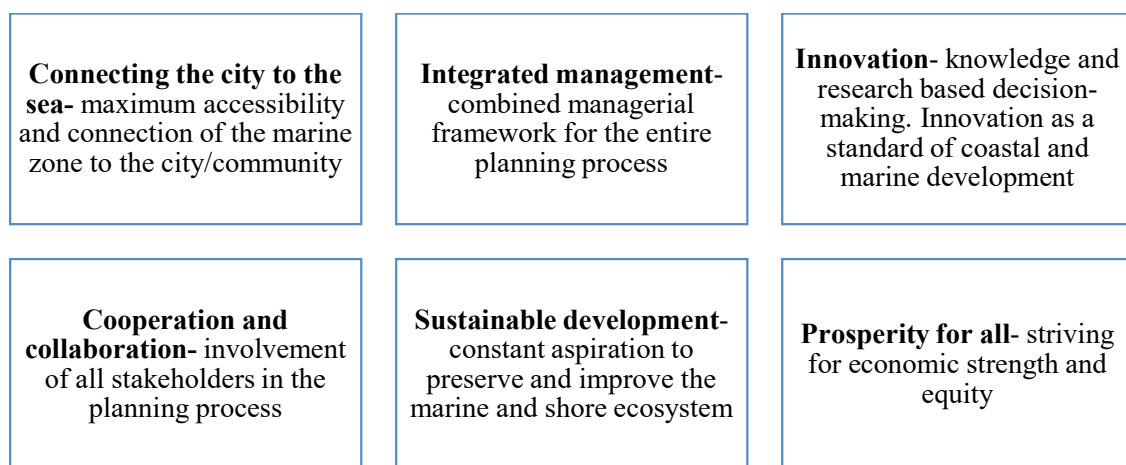 Connecting the city to the
sea- maximum accessibility
and connection of the marine
zone to the city/community
Integrated management-
combined managerial
framework for the entire
planning process
Innovation- knowledge and
research based decision-
making. Innovation as a
standard of coastal and
marine development
Cooperation and
collaboration- involvement
of all stakeholders in the
planning process
Sustainable development-
constant aspiration to
preserve and improve the
marine and shore ecosystem
Prosperity for all- striving
for economic strength and
equity